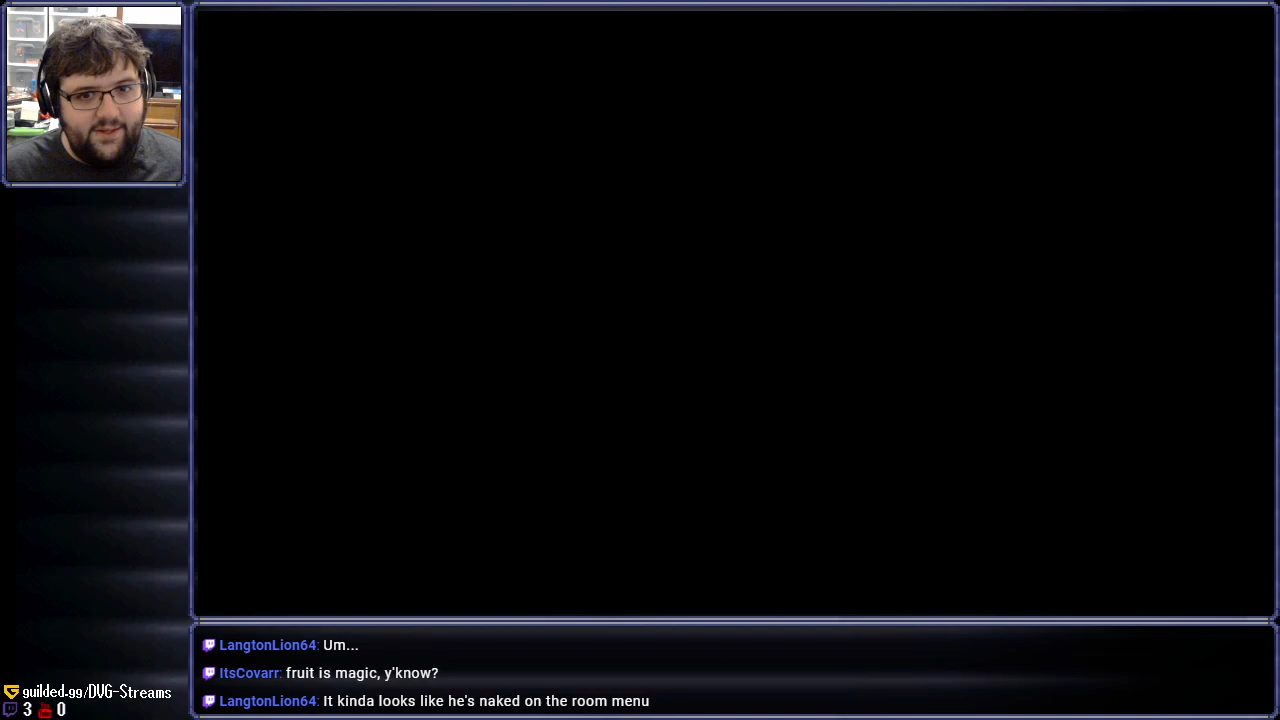 LangtonLion64: Um...
ItsCovarr: fruit is magic, y'know?
LangtonLion64: It kinda looks like he's naked on the room menu
guilded.gg/DVG-Streams
3 0